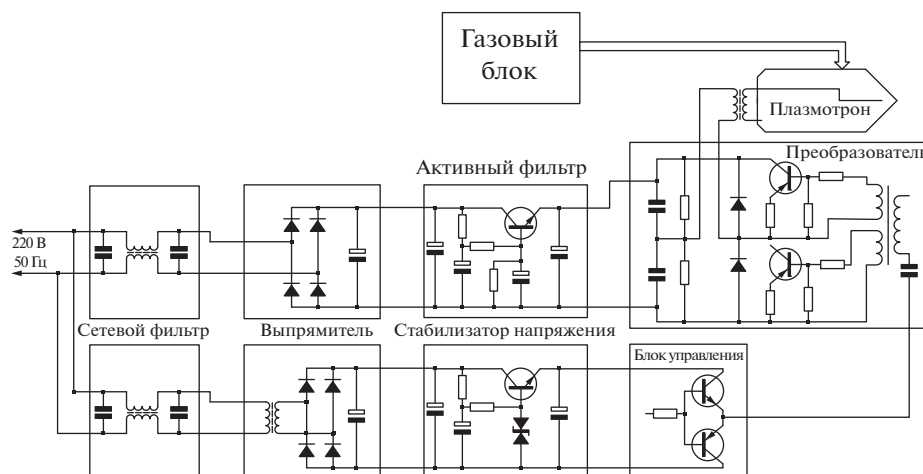 Газовый
блок
Плазмотрон
Преобразователь
Активный фильтр
220 В
50 Гц
Сетевой фильтр
Выпрямитель
Стабилизатор напряжения
Блок управления